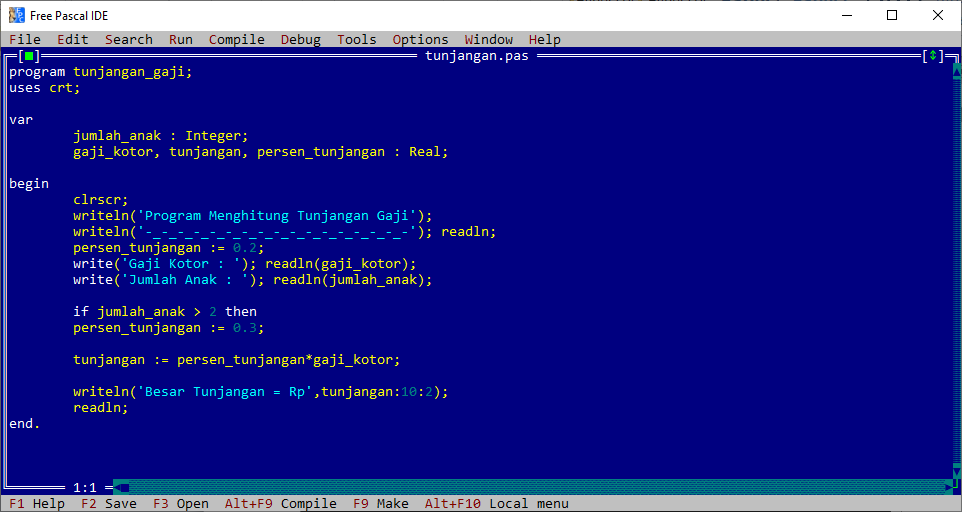 Free Pascal IDE
File Edit Search Run Compile Debug Tools Options Window Help
[■] tunjangan.pas [↕]
program tunjangan_gaji;
uses crt;
var
jumlah_anak : Integer;
gaji_kotor, tunjangan, persen_tunjangan : Real;
begin
clrscr;
writeln('Program Menghitung Tunjangan Gaji');
writeln('-_-_-_-_-_-_-_-_-_-_-_-_-_-_-_-_-'); readln;
persen_tunjangan := 0.2;
write('Gaji Kotor : '); readln(gaji_kotor);
write('Jumlah Anak : '); readln(jumlah_anak);
if jumlah_anak > 2 then
persen_tunjangan := 0.3;
tunjangan := persen_tunjangan*gaji_kotor;
writeln('Besar Tunjangan = Rp',tunjangan:10:2);
readln;
end.
1:1
F1 Help F2 Save F3 Open Alt+F9 Compile F9 Make Alt+F10 Local menu